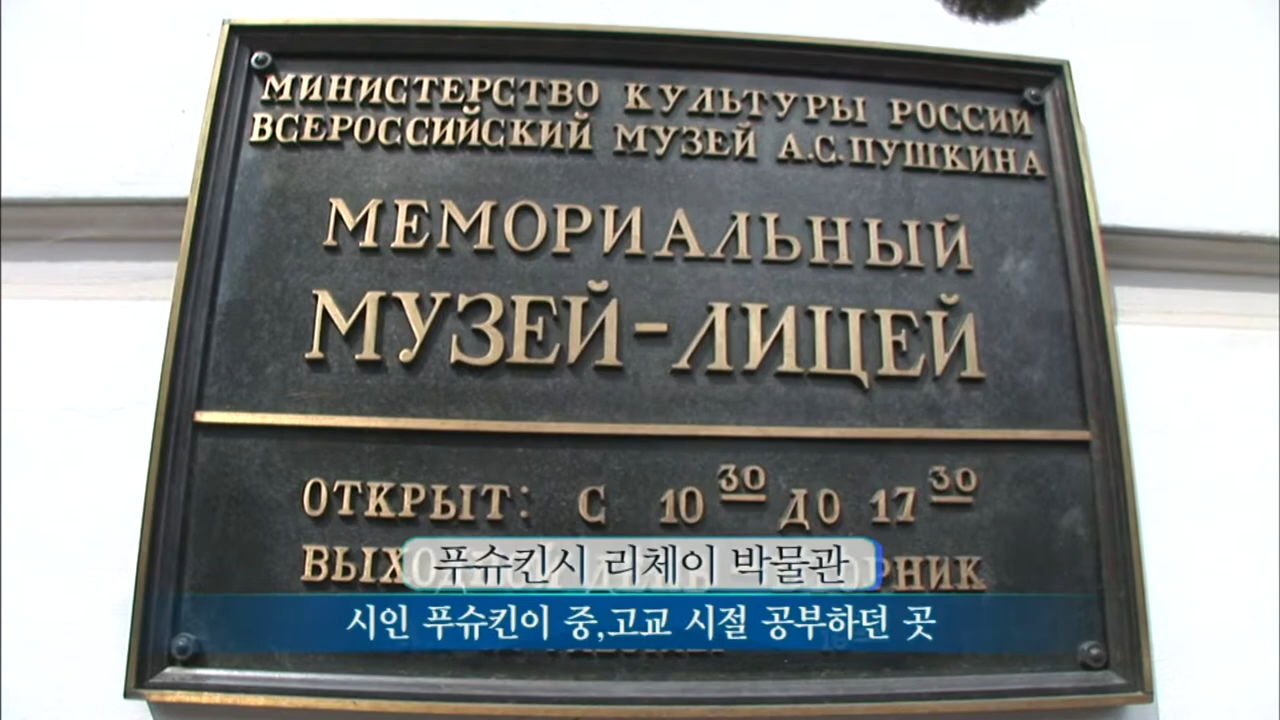 МИНИСТЕРСТВО КУЛЬТУРЫ РОССИИ
ВСЕРОССИЙСКИЙ МУЗЕЙ А.С.ПУШКИНА
МЕМОРИАЛЬНЫЙ
МУЗЕЙ-ЛИЦЕЙ
ОТКРЫТ: С 10 30 ДО 17 30
푸슈킨시 리체이 박물관
시인 푸슈킨이 중,고교 시절 공부하던 곳